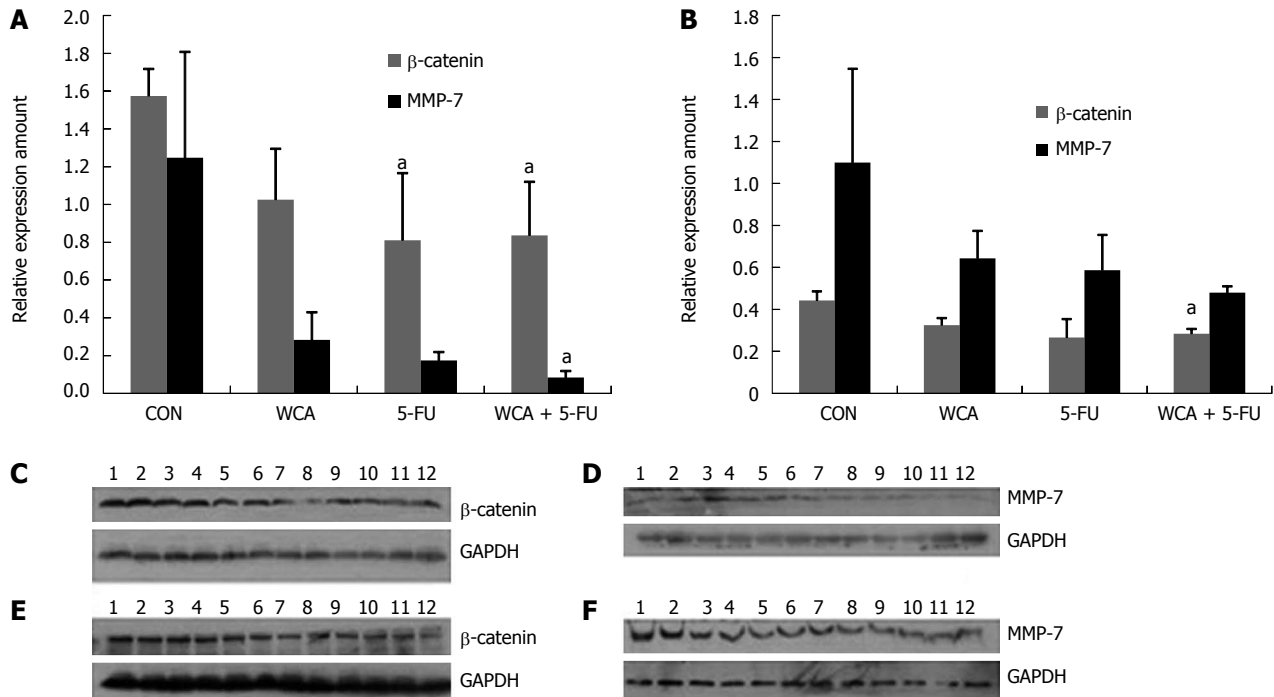 A
2.0
1.8
1.6
1.4
1.2
1.0
0.8
0.6
0.4
0.2
0.0
Relative expression amount
β-catenin
MMP-7
a
a
a
CON WCA 5-FU WCA + 5-FU
B
1.8
1.6
1.4
1.2
1.0
0.8
0.6
0.4
0.2
0
Relative expression amount
β-catenin
MMP-7
a
CON WCA 5-FU WCA + 5-FU
C
1 2 3 4 5 6 7 8 9 10 11 12
β-catenin
GAPDH
D
1 2 3 4 5 6 7 8 9 10 11 12
MMP-7
GAPDH
E
1 2 3 4 5 6 7 8 9 10 11 12
β-catenin
GAPDH
F
1 2 3 4 5 6 7 8 9 10 11 12
MMP-7
GAPDH